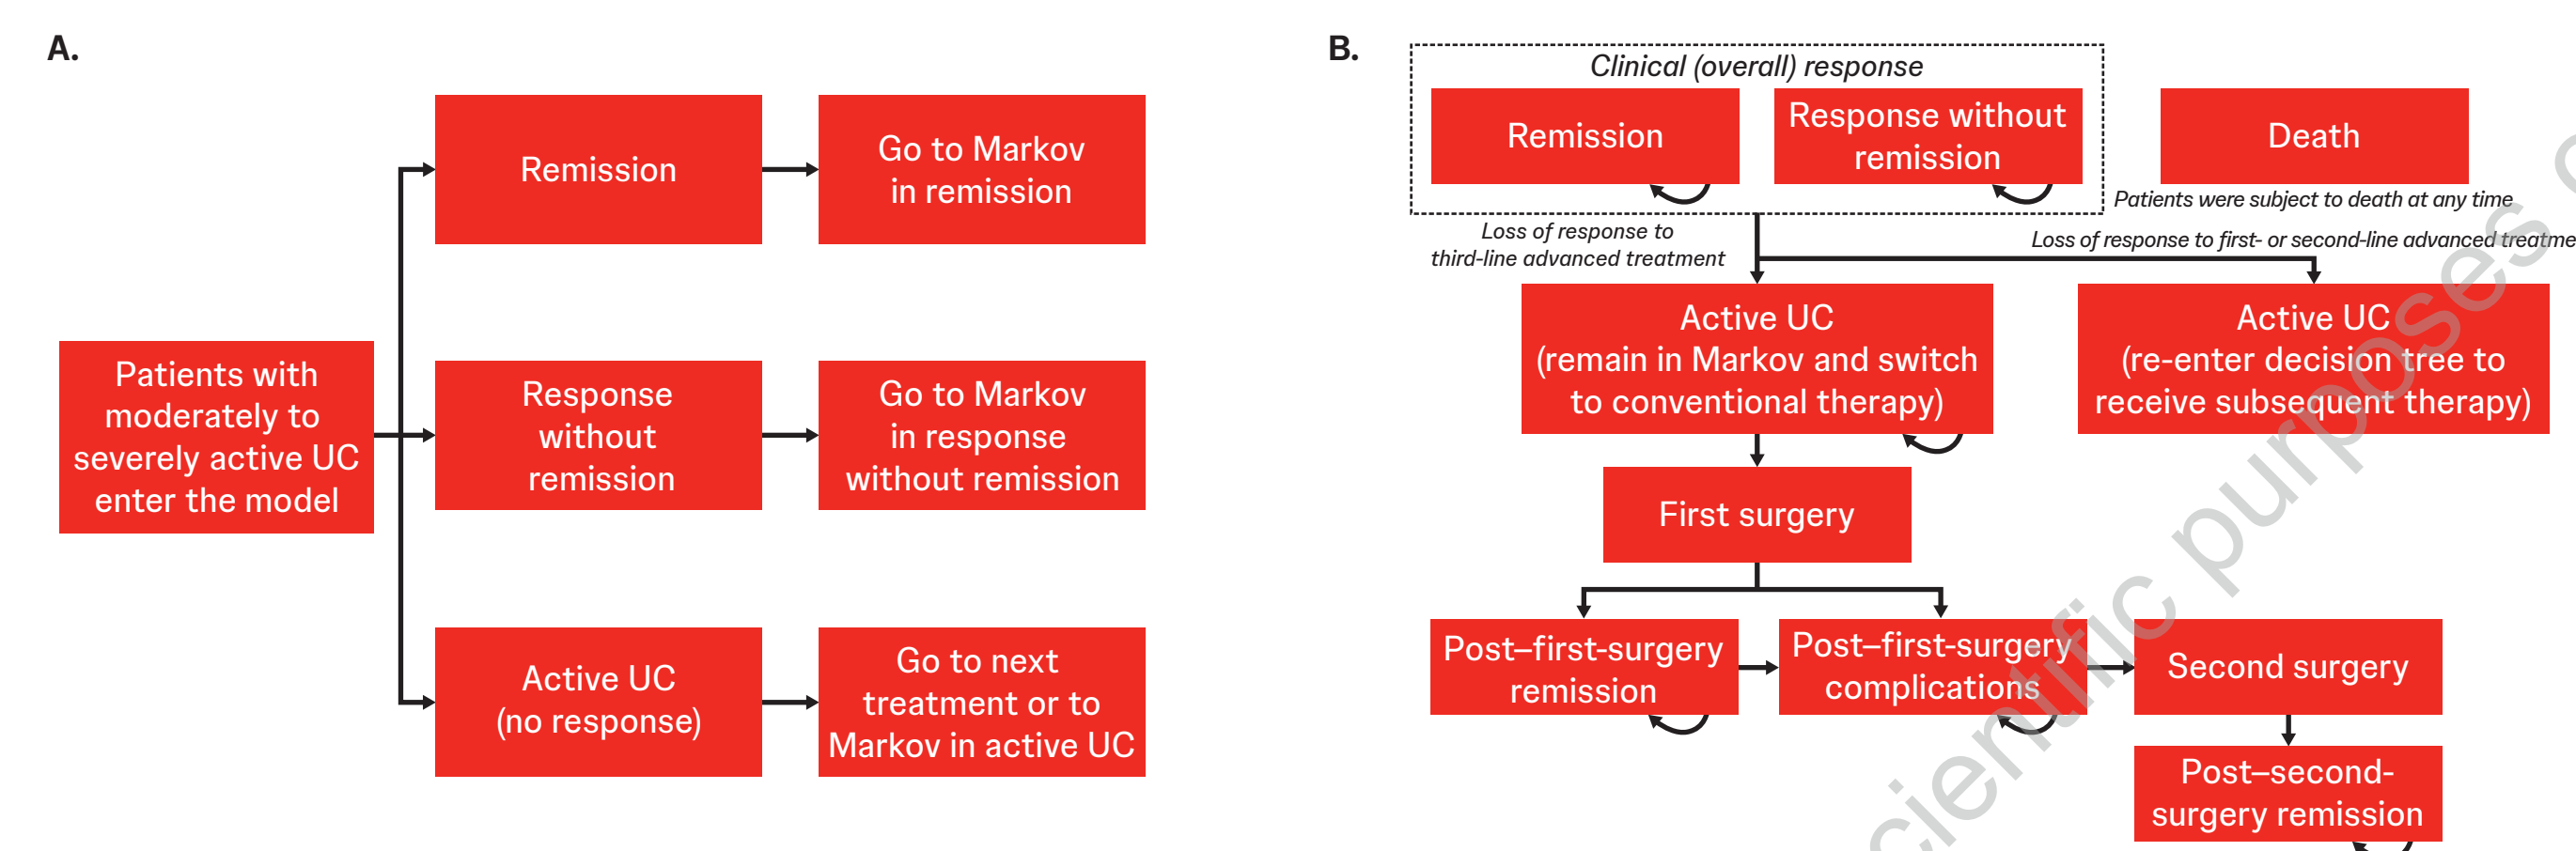 A.
Patients with
moderately to
severely active UC
enter the model
Remission
Go to Markov
in remission
Response
without
remission
Go to Markov
in response
without remission
Active UC
(no response)
Go to next
treatment or to
Markov in active UC
B.
Clinical (overall) response
Remission
Response without
remission
Death
Patients were subject to death at any time
Loss of response to
third-line advanced treatment
Loss of response to first- or second-line advanced
Active UC
(remain in Markov and switch
to conventional therapy)
Active UC
(re-enter decision tree to
receive subsequent therapy)
First surgery
Post–first-surgery
remission
Post–first-surgery
complications
Second surgery
Post–second-
surgery remission
purposes